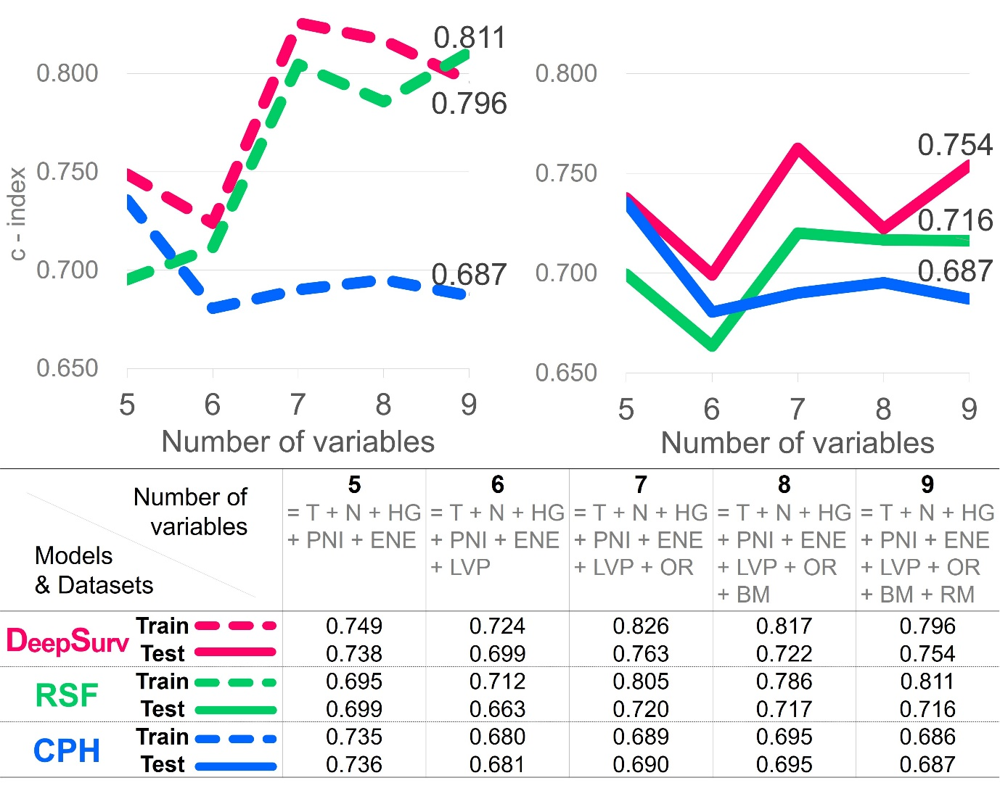 0.811
0.800
0.796
0.750
0.700
0.687
0.650
c - index
5 6 7 8 9
Number of variables
0.800
0.754
0.750
0.716
0.700
0.687
0.650
5 6 7 8 9
Number of variables
Number of
variables
Models
& Datasets
5
= T + N + HG
+ PNI + ENE
6
= T + N + HG
+ PNI + ENE
+ LVP
7
= T + N + HG
+ PNI + ENE
+ LVP + OR
8
= T + N + HG
+ PNI + ENE
+ LVP + OR
+ BM
9
= T + N + HG
+ PNI + ENE
+ LVP + OR
+ BM + RM
DeepSurv
Train 0.749 0.724 0.826 0.817 0.796
Test 0.738 0.699 0.763 0.722 0.754
RSF
Train 0.695 0.712 0.805 0.786 0.811
Test 0.699 0.663 0.720 0.717 0.716
CPH
Train 0.735 0.680 0.689 0.695 0.686
Test 0.736 0.681 0.690 0.695 0.687